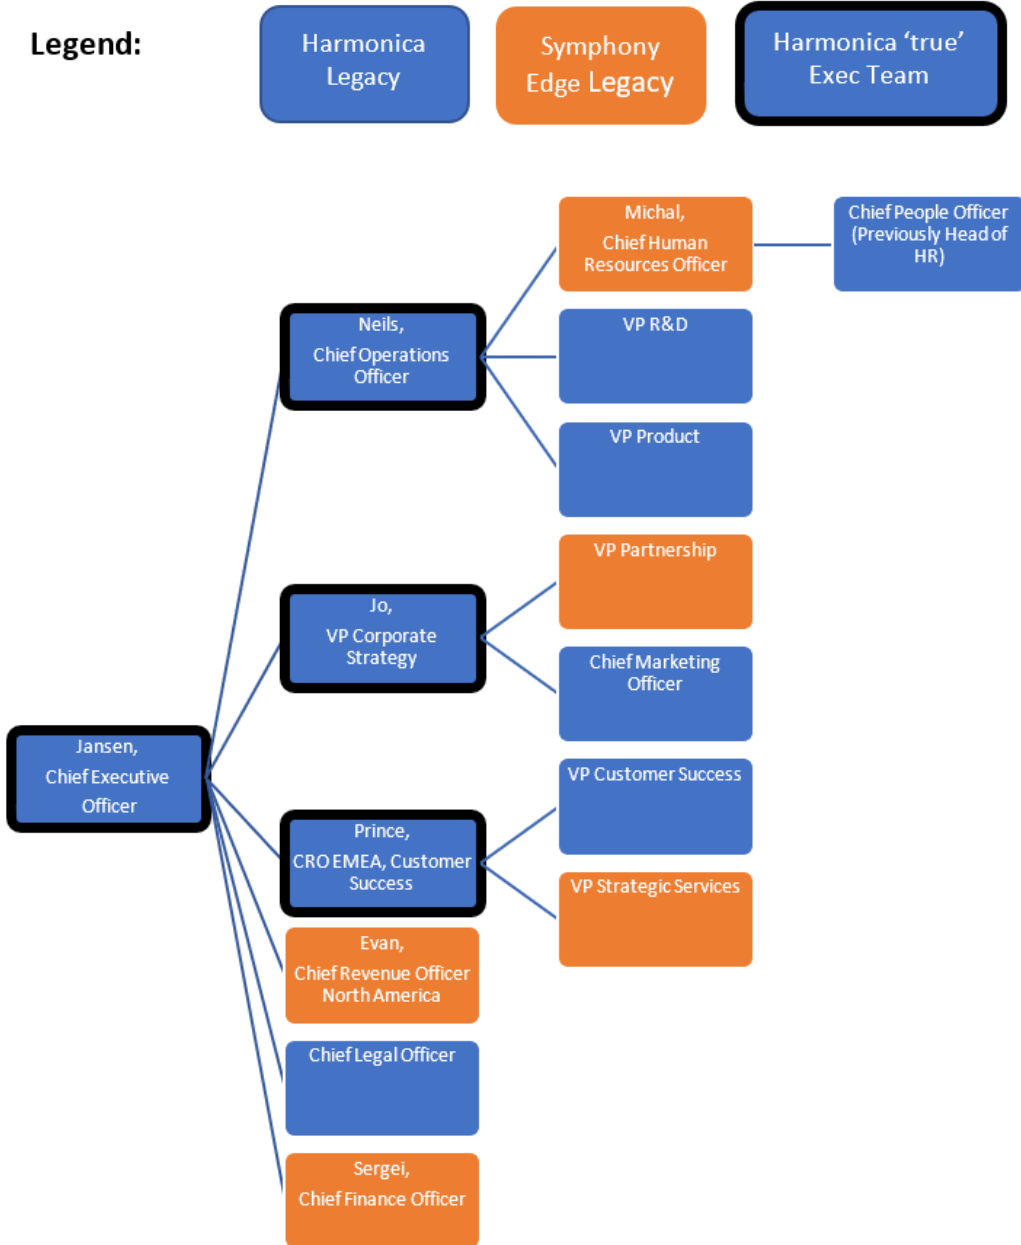 Legend:
Harmonica
Legacy
Symphony
Edge Legacy
Harmonica ‘true’
Exec Team
Michal,
Chief Human
Resources Officer
Chief People Officer
(Previously Head of
HR)
Neils,
Chief Operations
Officer
VP R&D
VP Product
VP Partnership
Jo,
VP Corporate
Strategy
Chief Marketing
Officer
Jansen,
Chief Executive
Officer
VP Customer Success
Prince,
CRO EMEA, Customer
Success
VP Strategic Services
Evan,
Chief Revenue Officer
North America
Chief Legal Officer
Sergei,
Chief Finance Officer